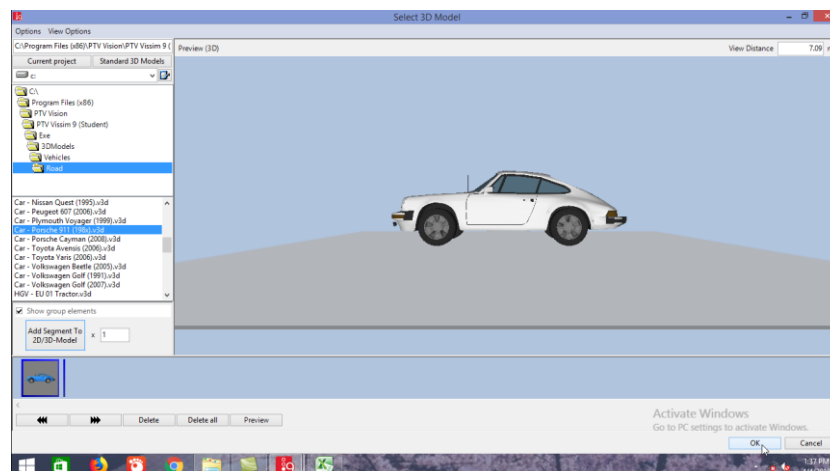 Select 3D Model
Options View Options
C:\Program Files (x86)\PTV Vision\PTV Vissim 9 (
Preview (3D)
View Distance
7.09
Current project
Standard 3D Models
c:
C:\
Program Files (x86)
PTV Vision
PTV Vissim 9 (Student)
Exe
3DModels
Vehicles
Road
Car - Nissan Quest (1995).v3d
Car - Peugeot 607 (2006).v3d
Car - Plymouth Voyager (1999).v3d
Car - Porsche 911 (198x).v3d
Car - Porsche Cayman (2008).v3d
Car - Toyota Avensis (2006).v3d
Car - Toyota Yaris (2006).v3d
Car - Volkswagen Beetle (2005).v3d
Car - Volkswagen Golf (1991).v3d
Car - Volkswagen Golf (2007).v3d
HGV - EU 01 Tractor.v3d
Show group elements
Add Segment To
2D/3D-Model
x 1
Delete
Delete all
Preview
Activate Windows
Go to PC settings to activate Windows.
OK
Cancel
1:37 PM